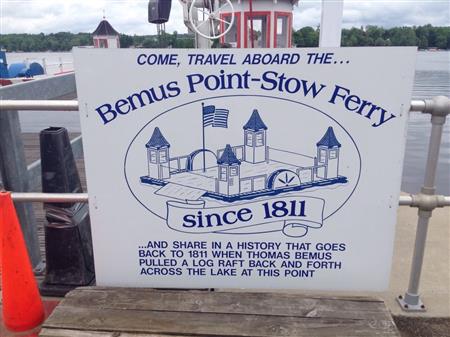 COME, TRAVEL ABOARD THE...
Bemus Point-Stow Ferry
since 1811
...AND SHARE IN A HISTORY THAT GOES
BACK TO 1811 WHEN THOMAS BEMUS
PULLED A LOG RAFT BACK AND FORTH
ACROSS THE LAKE AT THIS POINT